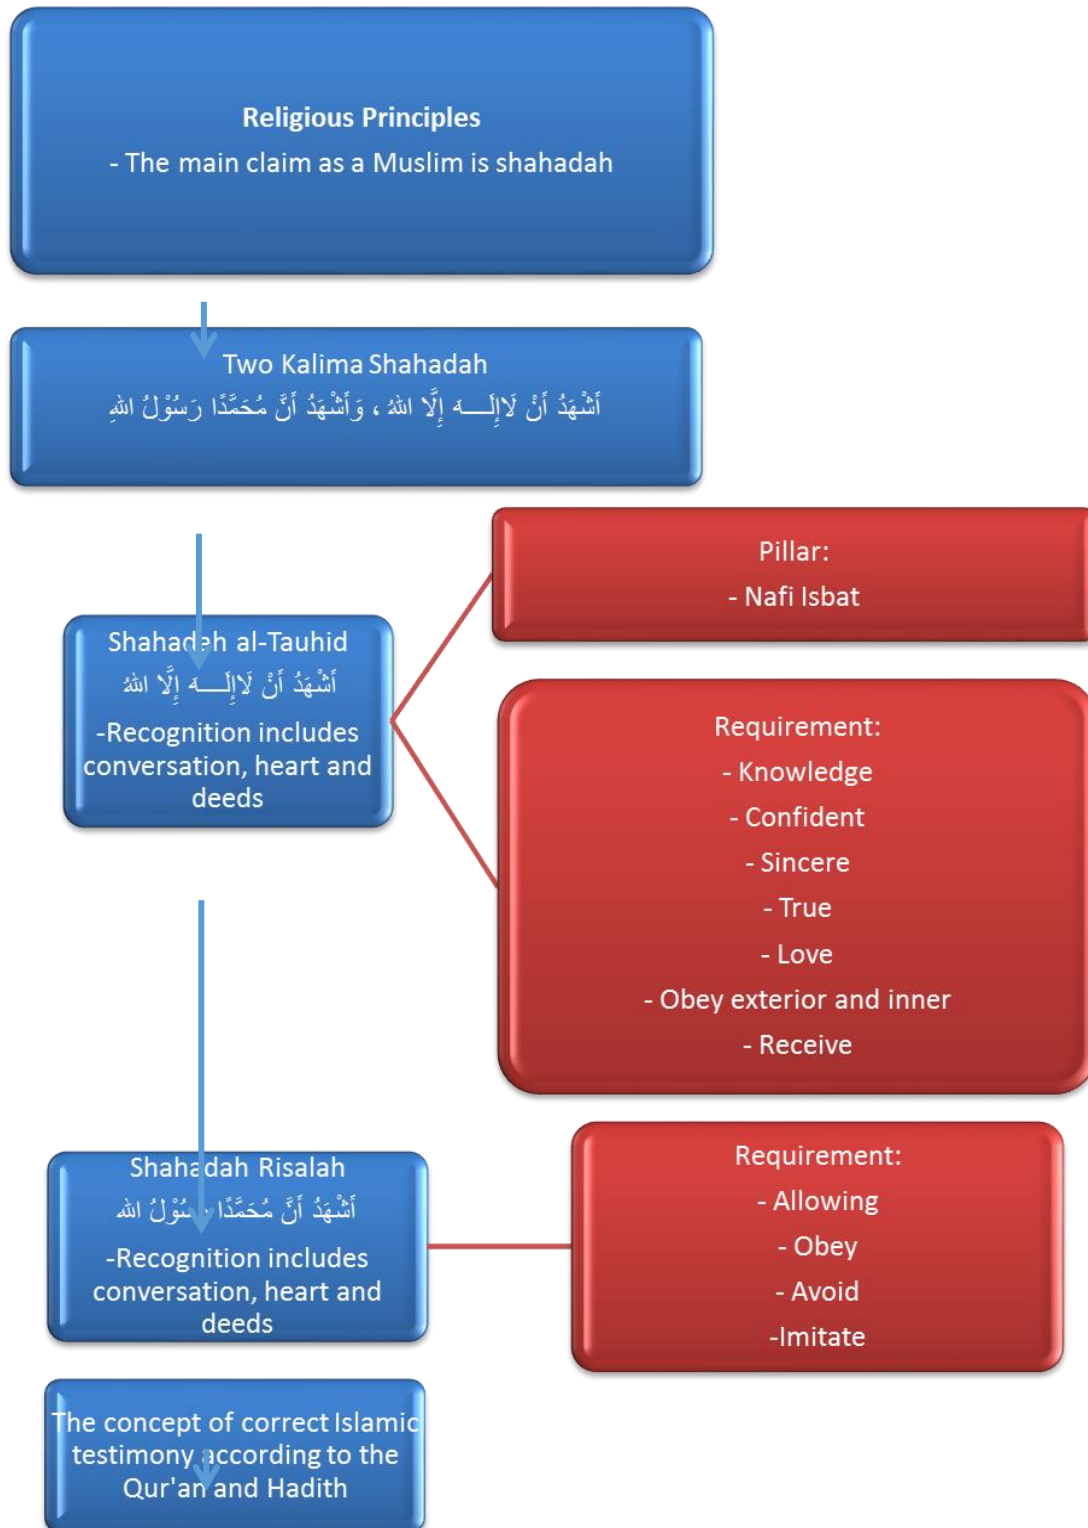 Religious Principles
- The main claim as a Muslim is shahadah
Two Kalima Shahadah
أَشْهَدُ أَنْ لَاإِلَـــهَ إِلَّا اللهُ ، وَأَشْهَدُ أَنَّ مُحَمَّدًا رَسُوْلُ اللهِ
Pillar:
- Nafi Isbat
Shahadah al-Tauhid
أَشْهَدُ أَنْ لَاإِلَـــهَ إِلَّا اللهُ
-Recognition includes
conversation, heart and
deeds
Requirement:
- Knowledge
- Confident
- Sincere
- True
- Love
- Obey exterior and inner
- Receive
Shahadah Risalah
أَشْهَدُ أَنَّ مُحَمَّدًا رَسُوْلُ الله
-Recognition includes
conversation, heart and
deeds
Requirement:
- Allowing
- Obey
- Avoid
-Imitate
The concept of correct Islamic
testimony according to the
Qur'an and Hadith